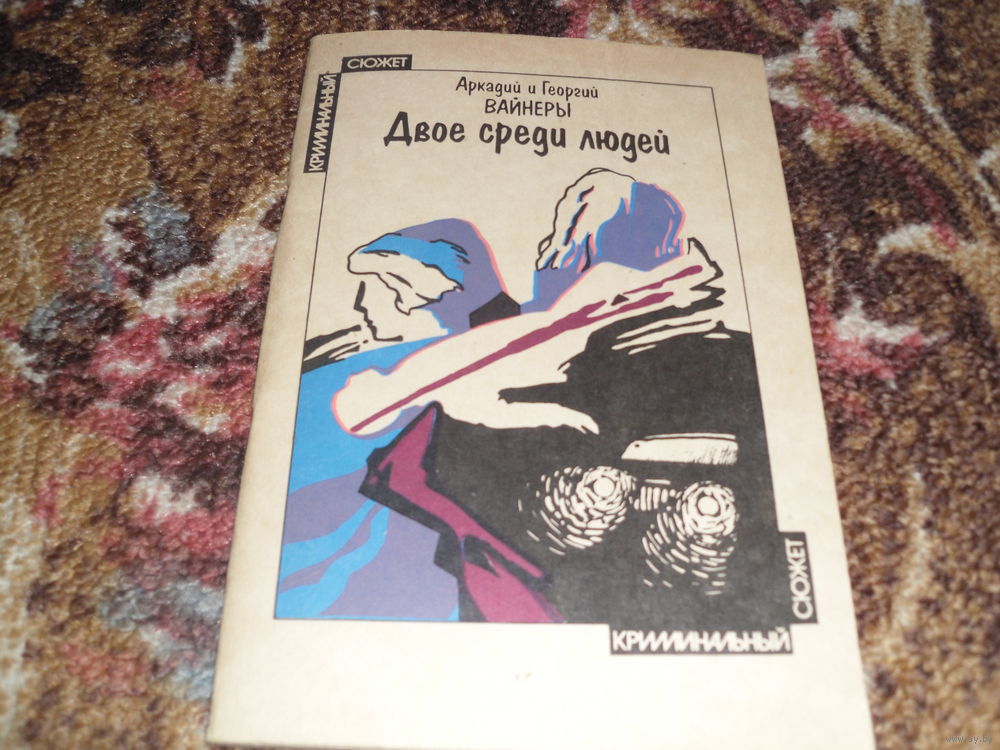 КРИМИНАЛЬНЫЙ
СЮЖЕТ
Аркадий и Георгий
ВАЙНЕРЫ
Двое среди людей
КРИМИНАЛЬНЫЙ
СЮЖЕТ